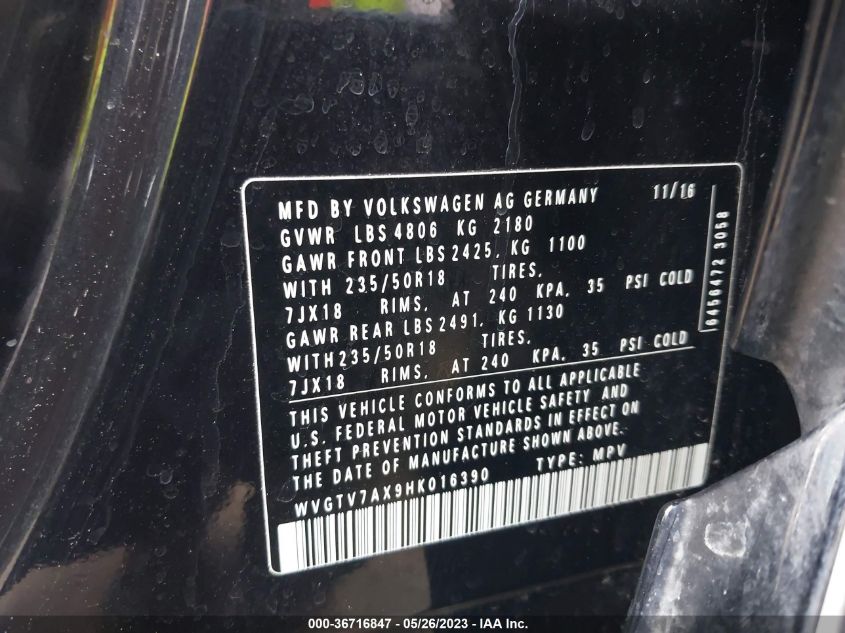 MFD BY VOLKSWAGEN AG GERMANY 11/16
GVWR LBS 4806 KG 2180
GAWR FRONT LBS 2425, KG 1100
WITH 235/50R18 TIRES,
7JX18 RIMS, AT 240 KPA, 35 PSI COLD
GAWR REAR LBS 2491, KG 1130
WITH 235/50R18 TIRES,
7JX18 RIMS, AT 240 KPA, 35 PSI COLD
THIS VEHICLE CONFORMS TO ALL APPLICABLE
U.S. FEDERAL MOTOR VEHICLE SAFETY AND
THEFT PREVENTION STANDARDS IN EFFECT ON
THE DATE OF MANUFACTURE SHOWN ABOVE.
WVGTV7AX9HK016390 TYPE: MPV
6456472 3058
000-36716847 - 05/26/2023 - IAA Inc.